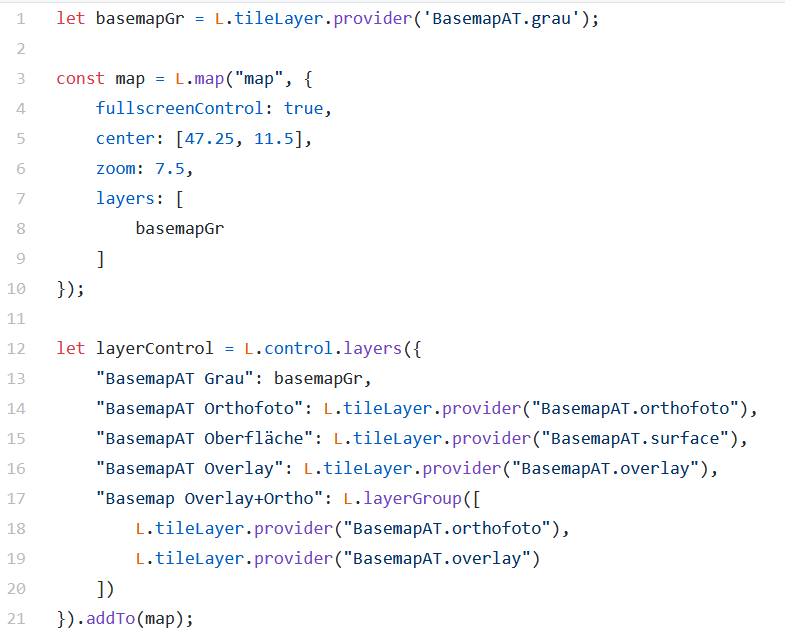 1 let basemapGr = L.tileLayer.provider('BasemapAT.grau');
2
3 const map = L.map("map", {
4     fullscreenControl: true,
5     center: [47.25, 11.5],
6     zoom: 7.5,
7     layers: [
8         basemapGr
9     ]
10 });
11
12 let layerControl = L.control.layers({
13     "BasemapAT Grau": basemapGr,
14     "BasemapAT Orthofoto": L.tileLayer.provider("BasemapAT.orthofoto"),
15     "BasemapAT Oberfläche": L.tileLayer.provider("BasemapAT.surface"),
16     "BasemapAT Overlay": L.tileLayer.provider("BasemapAT.overlay"),
17     "Basemap Overlay+Ortho": L.layerGroup([
18         L.tileLayer.provider("BasemapAT.orthofoto"),
19         L.tileLayer.provider("BasemapAT.overlay")
20     ])
21 }).addTo(map);